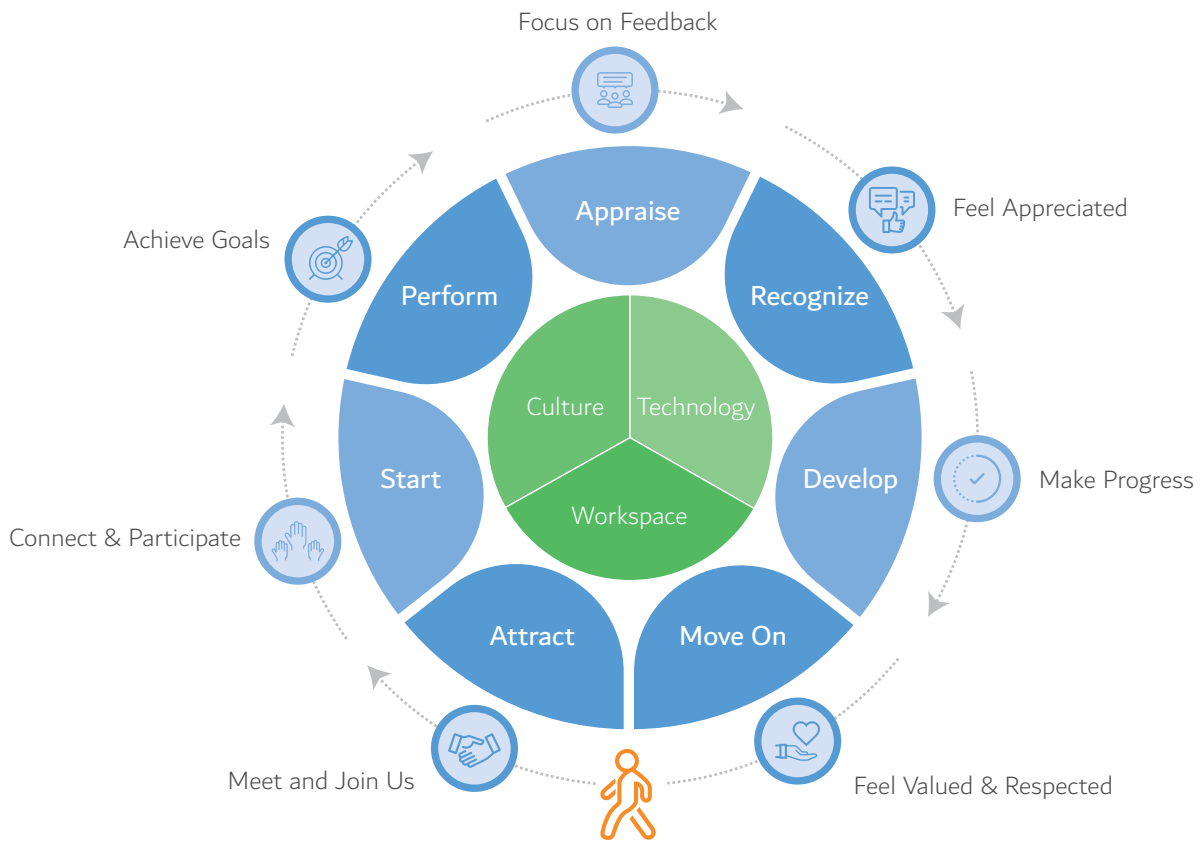 Focus on Feedback
Appraise
Feel Appreciated
Achieve Goals
Perform
Recognize
Culture
Technology
Start
Develop
Make Progress
Workspace
Connect & Participate
Attract
Move On
Meet and Join Us
Feel Valued & Respected